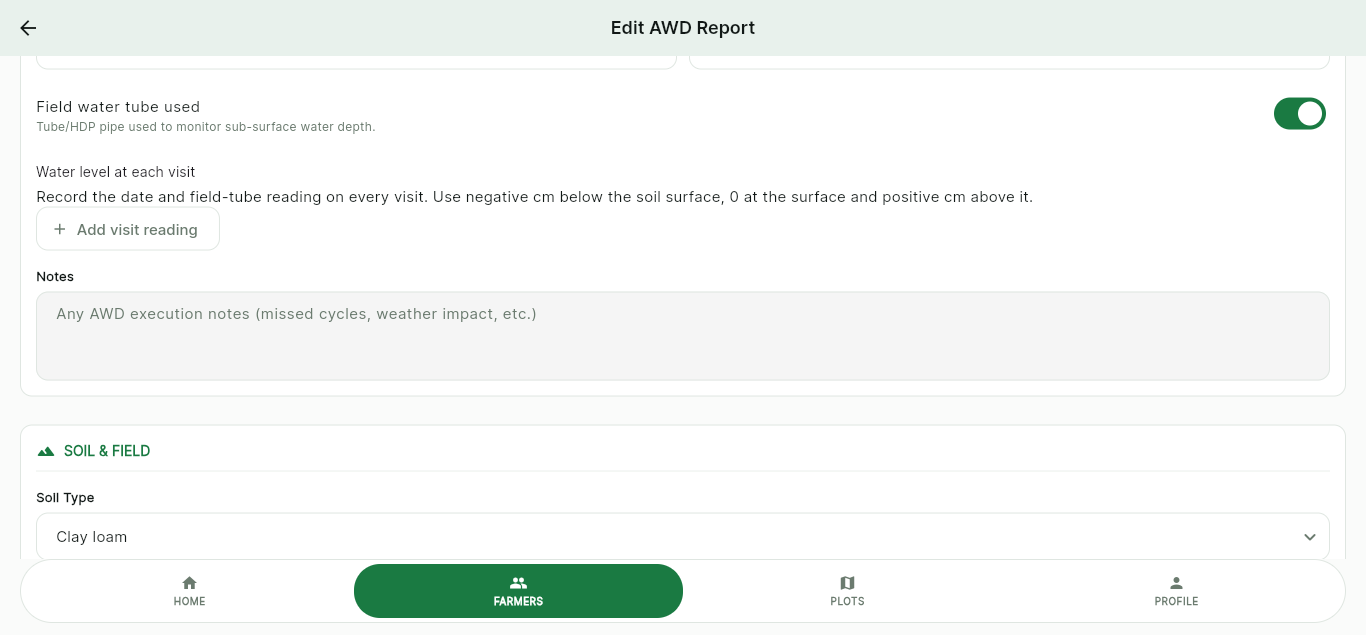 Edit AWD Report
Field water tube used
Tube/HDP pipe used to monitor sub-surface water depth.
Water level at each visit
Record the date and field-tube reading on every visit. Use negative cm below the soil surface, 0 at the surface and positive cm above it.
Add visit reading
Notes
Any AWD execution notes (missed cycles, weather impact, etc.)
SOIL & FIELD
Soil Type
Clay loam
HOME
FARMERS
PLOTS
PROFILE